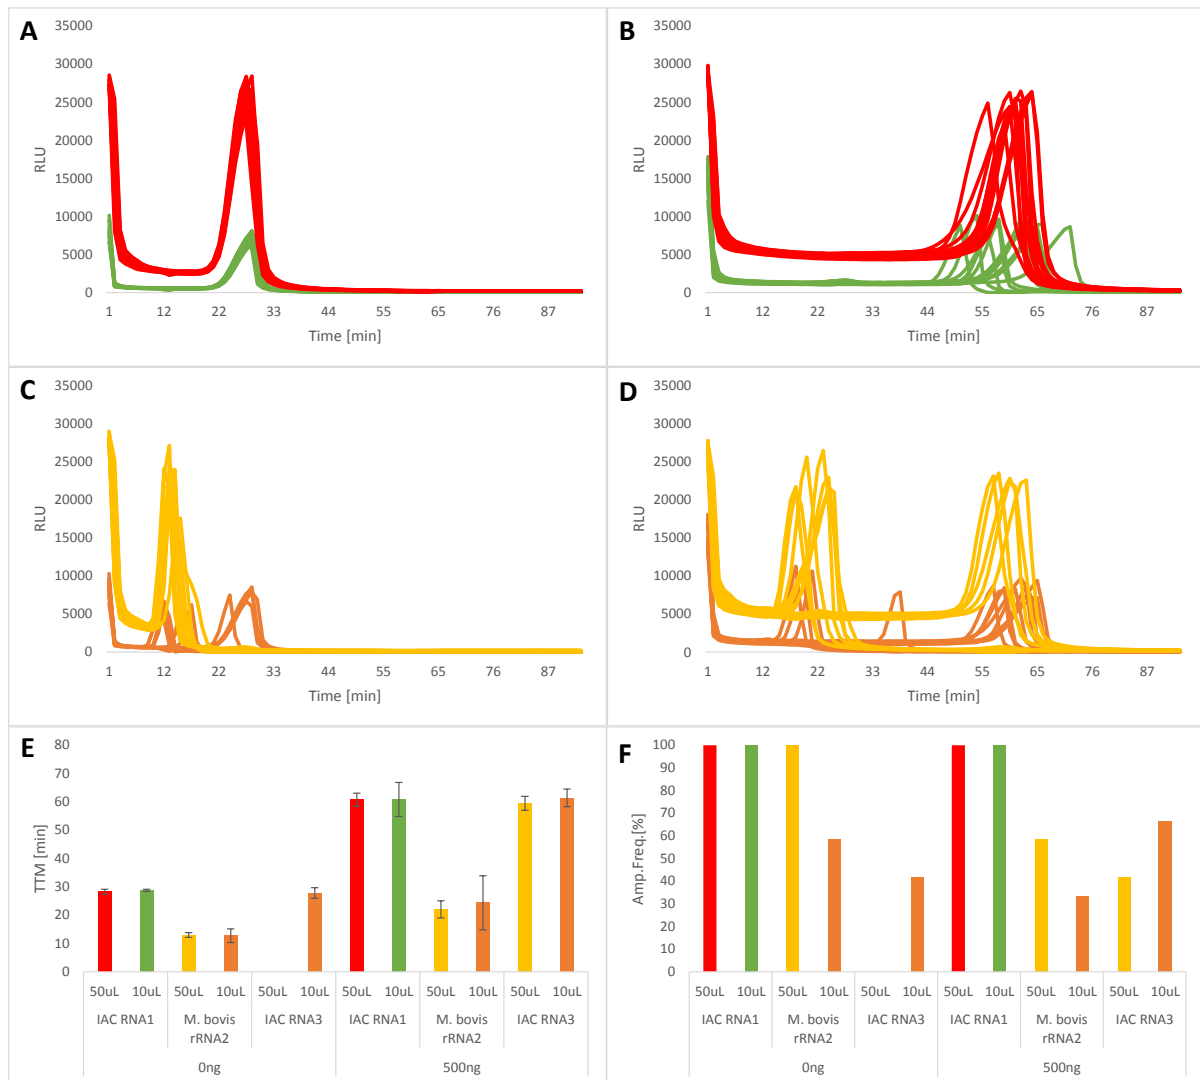 A
35000
30000
25000
20000
15000
10000
5000
0
RLU
1 12 22 33 44 55 65 76 87
Time [min]
B
35000
30000
25000
20000
15000
10000
5000
0
RLU
1 12 22 33 44 55 65 76 87
Time [min]
C
35000
30000
25000
20000
15000
10000
5000
0
RLU
1 12 22 33 44 55 65 76 87
Time [min]
D
35000
30000
25000
20000
15000
10000
5000
0
RLU
1 12 22 33 44 55 65 76 87
Time [min]
E
80
70
60
50
40
30
20
10
0
TTM [min]
50uL 10uL 50uL 10uL 50uL 10uL 50uL 10uL 50uL 10uL 50uL 10uL
IAC RNA1 M. bovis IAC RNA3 IAC RNA1 M. bovis IAC RNA3
rRNA2 rRNA2
0ng 500ng
F
100
90
80
70
60
50
40
30
20
10
0
Amp.Freq.[%]
50uL 10uL 50uL 10uL 50uL 10uL 50uL 10uL 50uL 10uL 50uL 10uL
IAC RNA1 M. bovis IAC RNA3 IAC RNA1 M. bovis IAC RNA3
rRNA2 rRNA2
0ng 500ng